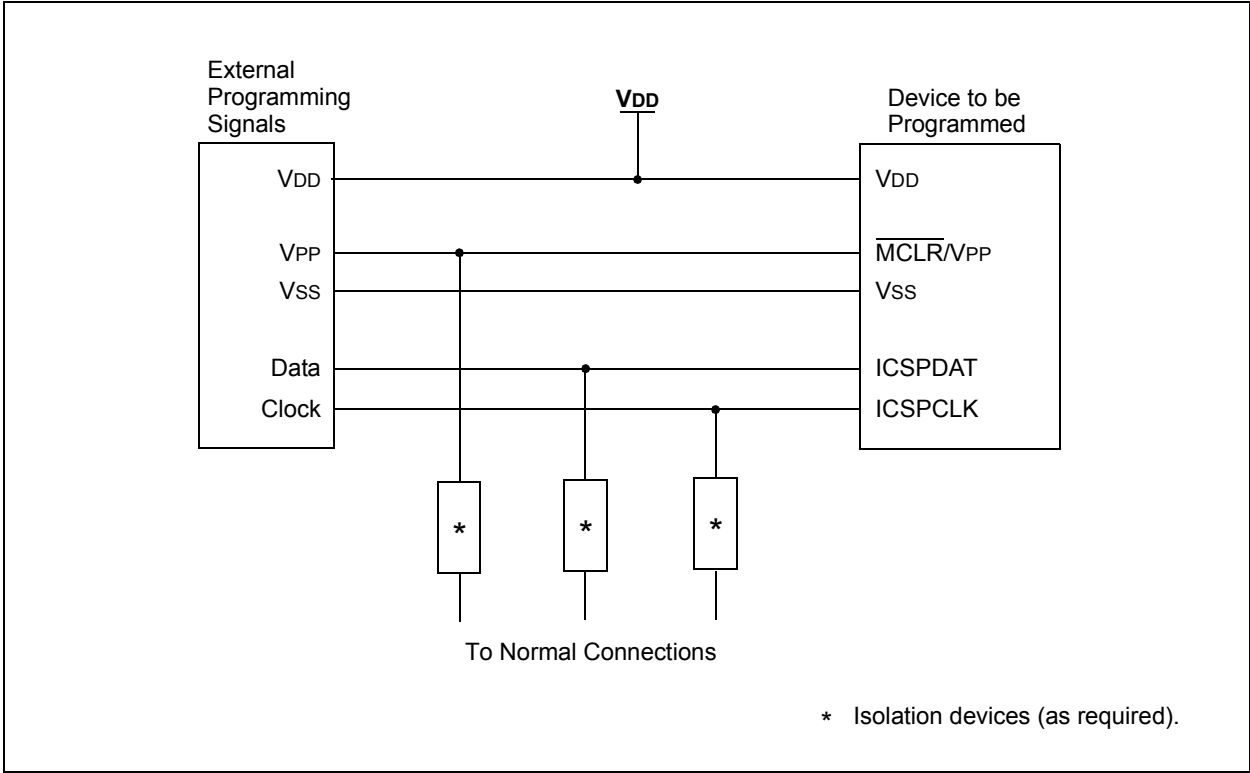 External
Programming
Signals
VDD
Device to be
Programmed
VDD
VDD
VPP
MCLR/VPP
VSS
VSS
Data
ICSPDAT
Clock
ICSPCLK
*
*
*
To Normal Connections
* Isolation devices (as required).